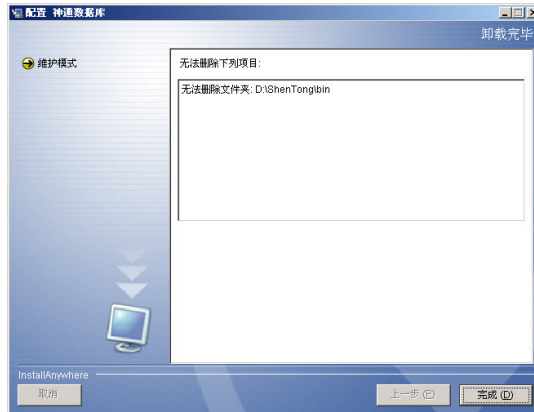 配置 神通数据库
卸载完毕
维护模式
无法删除下列项目:
无法删除文件夹: D:\ShenTong\bin
InstallAnywhere
取消
上一步 (P)
完成 (D)